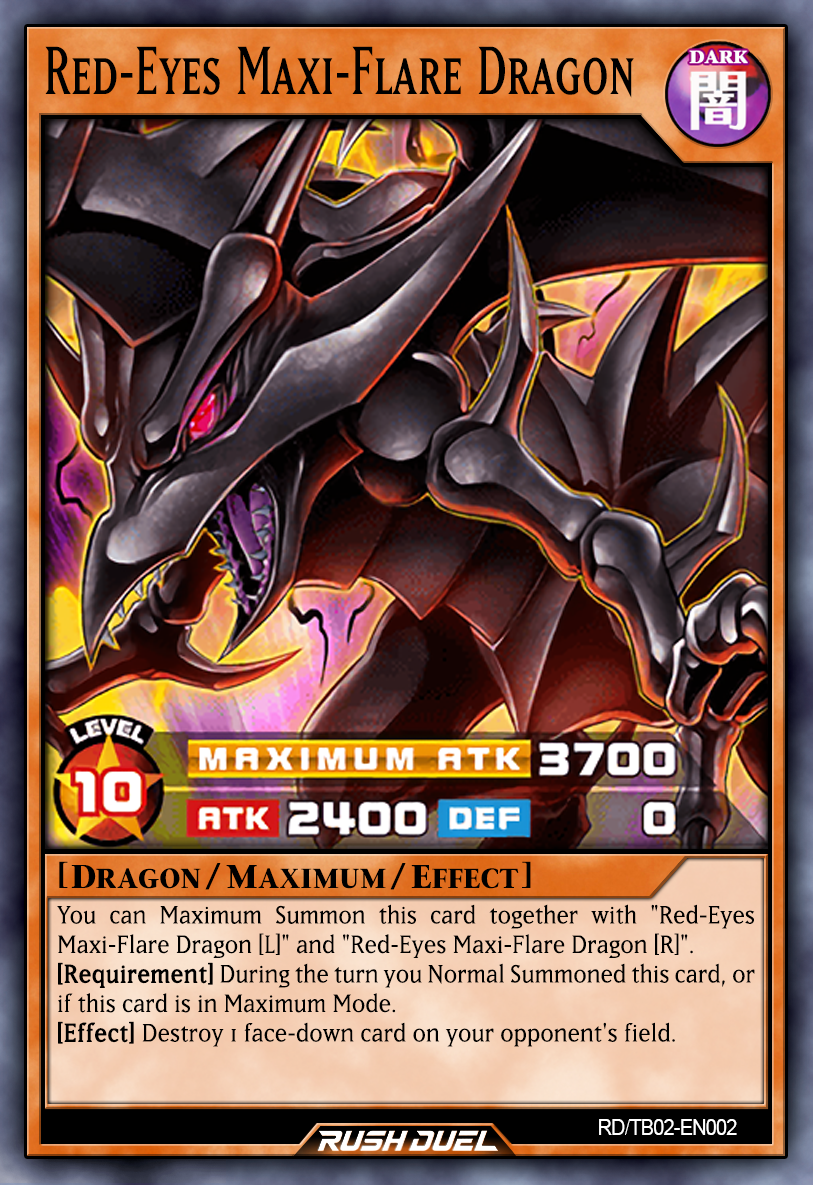 Red-Eyes Maxi-Flare Dragon
DARK
闇
LEVEL
10
MAXIMUM ATK 3700
ATK 2400 DEF 0
[Dragon/Maximum/Effect]
You can Maximum Summon this card together with "Red-Eyes
Maxi-Flare Dragon [L]" and "Red-Eyes Maxi-Flare Dragon [R]".
[Requirement] During the turn you Normal Summoned this card, or
if this card is in Maximum Mode.
[Effect] Destroy 1 face-down card on your opponent's field.
RD/TB02-EN002
RUSH DUEL